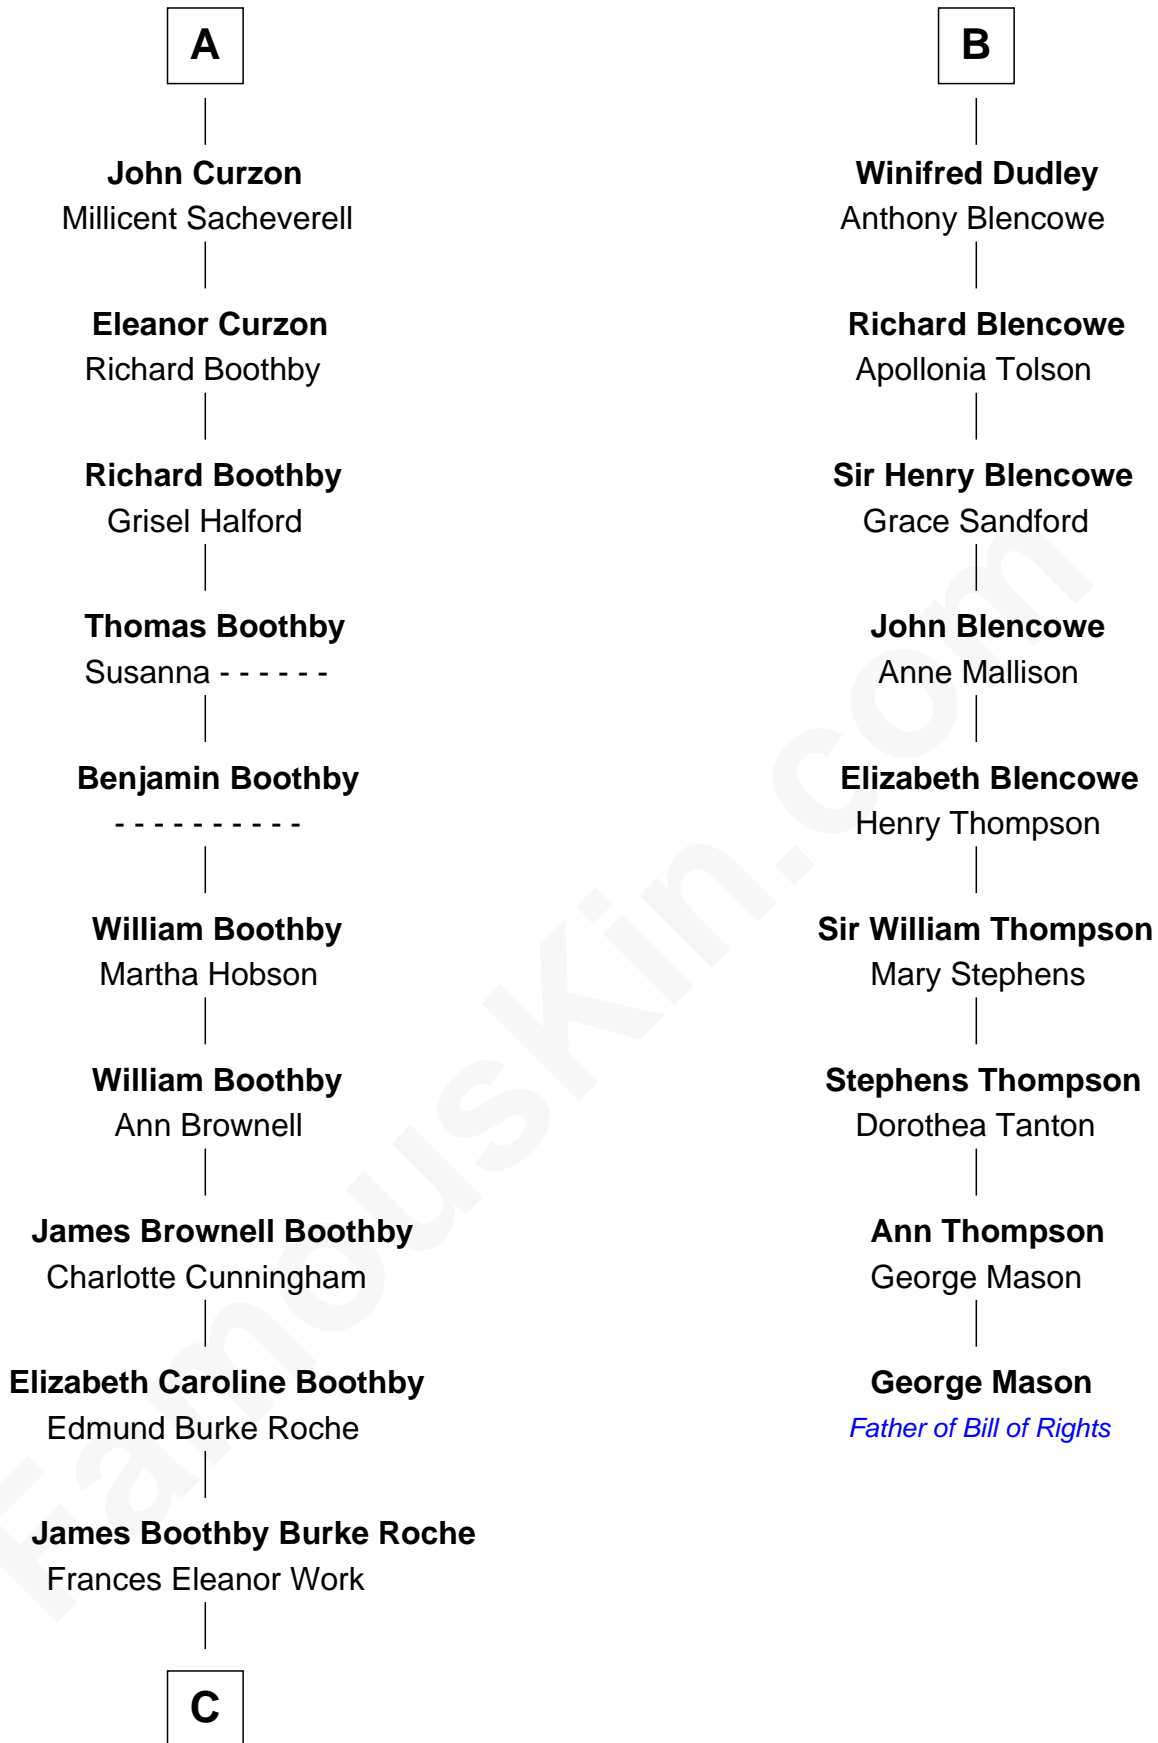 A
John Curzon
Millicent Sacheverell
Eleanor Curzon
Richard Boothby
Richard Boothby
Grisel Halford
Thomas Boothby
Susanna - - - - - -
Benjamin Boothby
- - - - - - - - - -
William Boothby
Martha Hobson
William Boothby
Ann Brownell
James Brownell Boothby
Charlotte Cunningham
Elizabeth Caroline Boothby
Edmund Burke Roche
James Boothby Burke Roche
Frances Eleanor Work
C
B
Winifred Dudley
Anthony Blencowe
Richard Blencowe
Apollonia Tolson
Sir Henry Blencowe
Grace Sandford
John Blencowe
Anne Mallison
Elizabeth Blencowe
Henry Thompson
Sir William Thompson
Mary Stephens
Stephens Thompson
Dorothea Tanton
Ann Thompson
George Mason
George Mason
Father of Bill of Rights
FamousKin.com